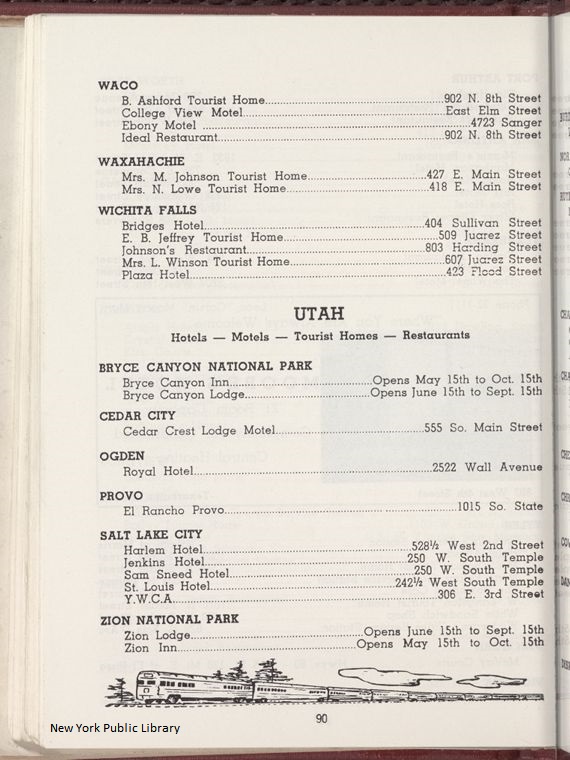 WACO
B. Ashford Tourist Home....................902 N. 8th Street
College View Motel....................East Elm Street
Ebony Motel ....................4723 Sanger
Ideal Restaurant....................902 N. 8th Street
WAXAHACHIE
Mrs. M. Johnson Tourist Home....................427 E. Main Street
Mrs. N. Lowe Tourist Home....................418 E. Main Street
WICHITA FALLS
Bridges Hotel....................404 Sullivan Street
E. B. Jeffrey Tourist Home....................509 Juarez Street
Johnson's Restaurant....................803 Harding Street
Mrs. L. Winson Tourist Home....................607 Juarez Street
Plaza Hotel....................423 Flood Street
UTAH
Hotels — Motels — Tourist Homes — Restaurants
BRYCE CANYON NATIONAL PARK
Bryce Canyon Inn....................Opens May 15th to Oct. 15th
Bryce Canyon Lodge....................Opens June 15th to Sept. 15th
CEDAR CITY
Cedar Crest Lodge Motel....................555 So. Main Street
OGDEN
Royal Hotel....................2522 Wall Avenue
PROVO
El Rancho Provo....................1015 So. State
SALT LAKE CITY
Harlem Hotel....................528½ West 2nd Street
Jenkins Hotel....................250 W. South Temple
Sam Sneed Hotel....................250 W. South Temple
St. Louis Hotel....................242½ West South Temple
Y.W.C.A.....................306 E. 3rd Street
ZION NATIONAL PARK
Zion Lodge....................Opens June 15th to Sept. 15th
Zion Inn....................Opens May 15th to Oct. 15th
90
New York Public Library